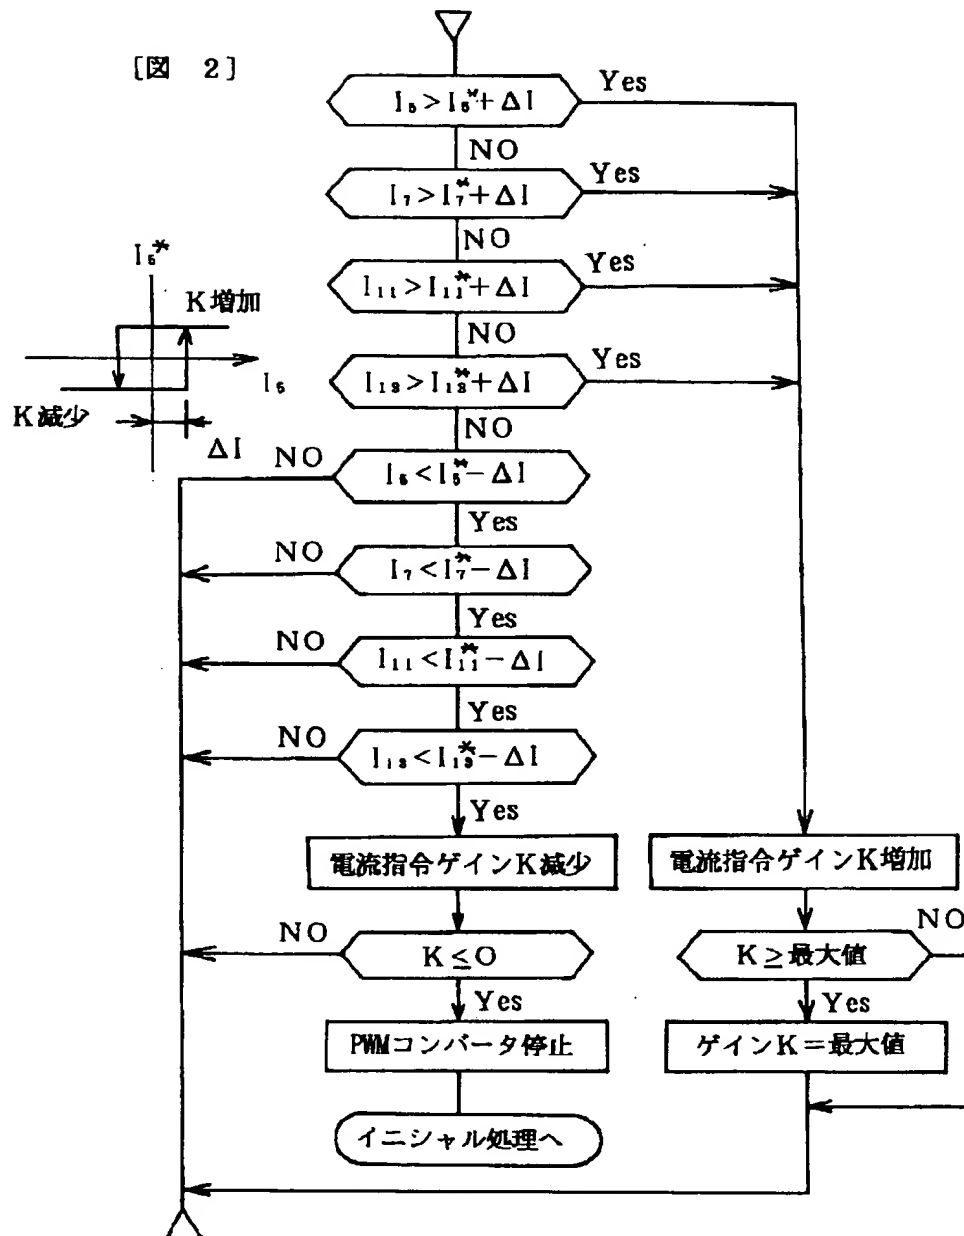 [図 2]
I₅>I₅*+ΔI
Yes
NO
I₇>I₇*+ΔI
Yes
NO
I₁₁>I₁₁*+ΔI
Yes
NO
I₁₃>I₁₃*+ΔI
Yes
NO
I₅*
K増加
I₅
K減少
ΔI
I₅<I₅*-ΔI
NO
Yes
I₇<I₇*-ΔI
NO
Yes
I₁₁<I₁₁*-ΔI
NO
Yes
I₁₃<I₁₃*-ΔI
NO
Yes
電流指令ゲインK減少
電流指令ゲインK増加
K≤0
NO
Yes
K≥最大値
NO
Yes
PWMコンバータ停止
ゲインK=最大値
イニシャル処理へ